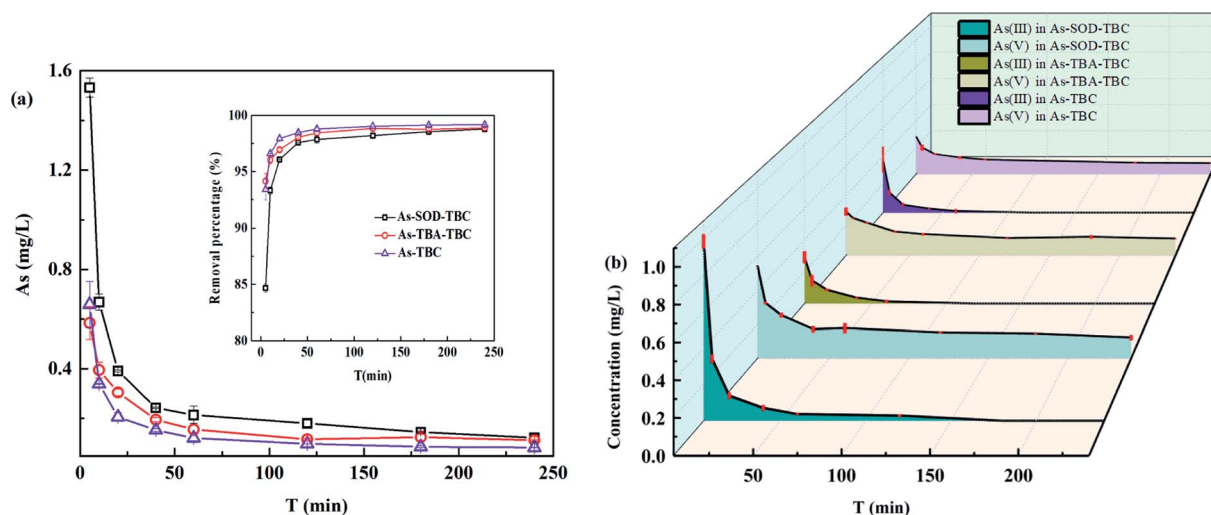 (a)
As (mg/L)
1.6
1.2
0.8
0.4
0 50 100 150 200 250
T (min)
Removal percentage (%)
100
95
90
85
80
0 50 100 150 200 250
T(min)
As-SOD-TBC
As-TBA-TBC
As-TBC
(b)
As(III) in As-SOD-TBC
As(V) in As-SOD-TBC
As(III) in As-TBA-TBC
As(V) in As-TBA-TBC
As(III) in As-TBC
As(V) in As-TBC
Concentration (mg/L)
1.0
0.8
0.6
0.4
0.2
0.0
50 100 150 200
T (min)